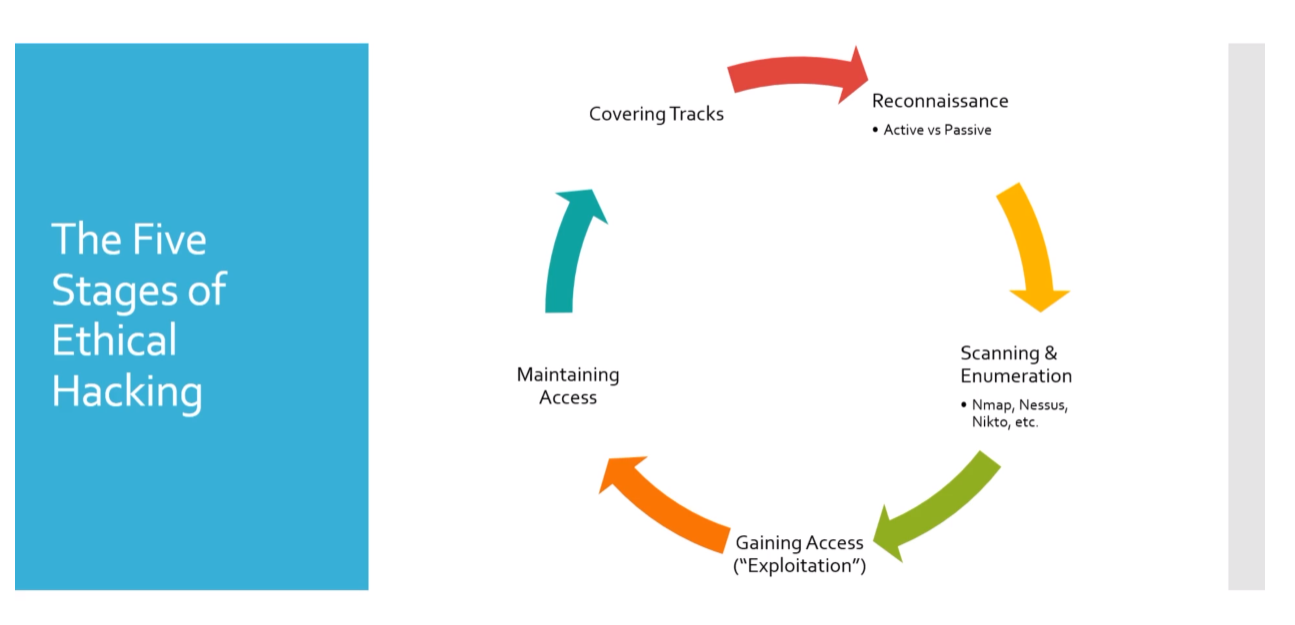 The Five
Stages of
Ethical
Hacking
Covering Tracks
Reconnaissance
• Active vs Passive
Scanning &
Enumeration
• Nmap, Nessus,
Nikto, etc.
Gaining Access
(“Exploitation”)
Maintaining
Access